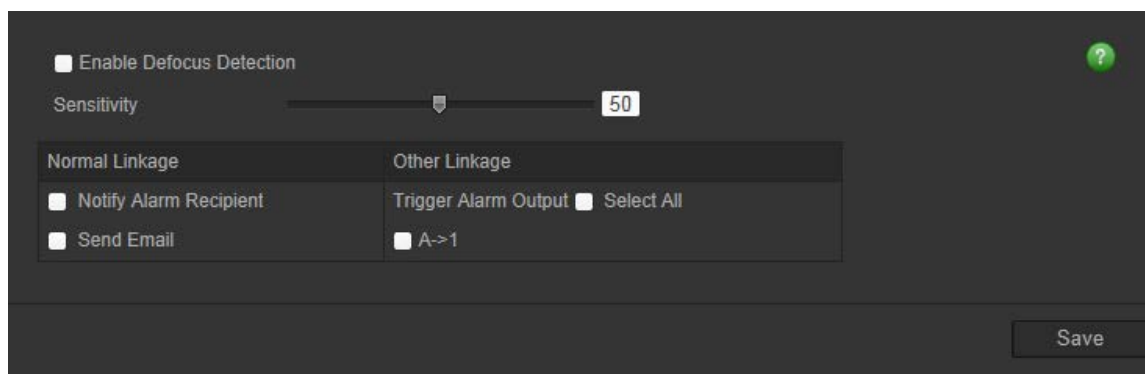 Enable Defocus Detection
?
Sensitivity 50
Normal Linkage Other Linkage
Notify Alarm Recipient Trigger Alarm Output Select All
Send Email A->1
Save